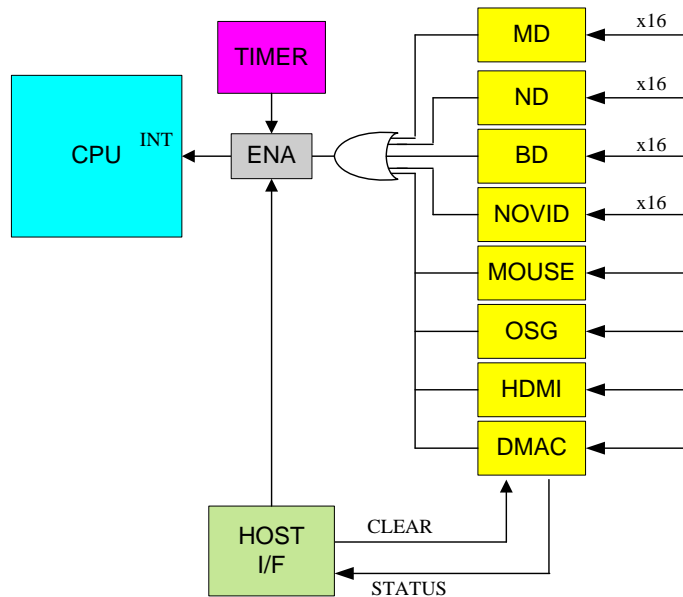 MD
x16
TIMER
ND
x16
CPU
INT
ENA
BD
x16
NOVID
x16
MOUSE
OSG
HDMI
DMAC
HOST
I/F
CLEAR
STATUS